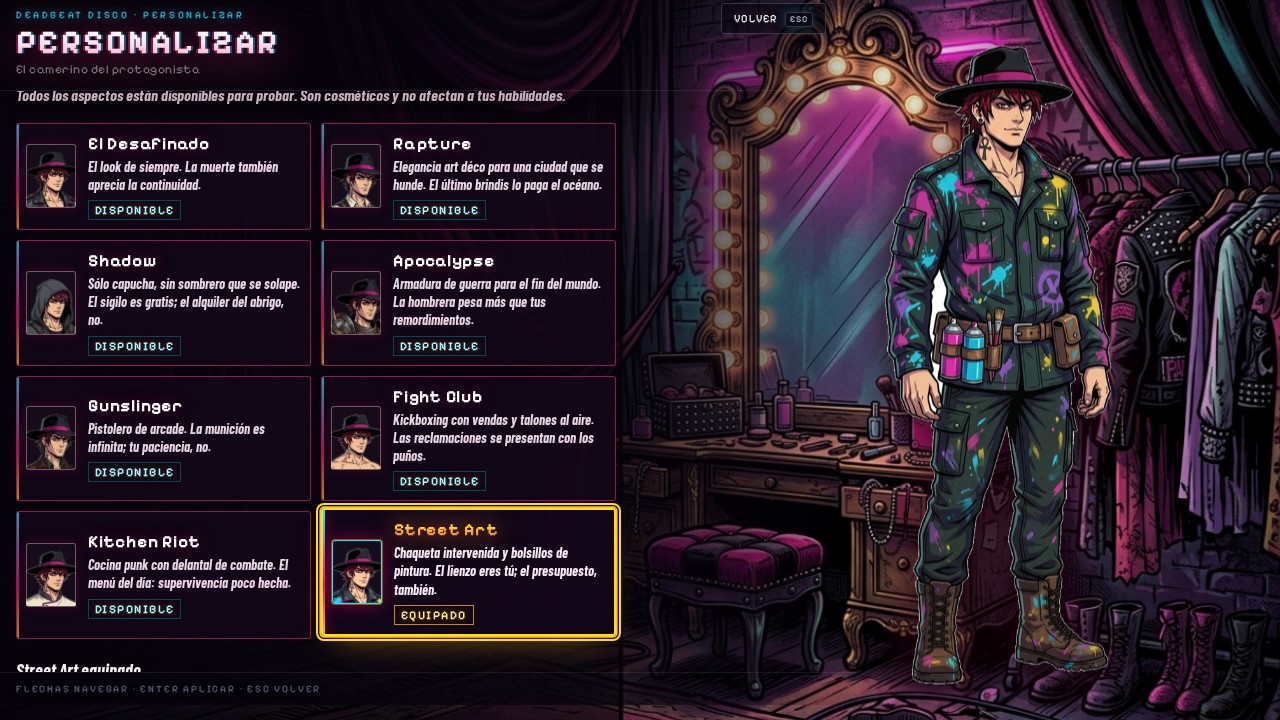 DEADBEAT DISCO · PERSONALIZAR
PERSONALIZAR
El camerino del protagonista
VOLVER ESC
Todos los aspectos están disponibles para probar. Son cosméticos y no afectan a tus habilidades.
El Desafinado
El look de siempre. La muerte también
aprecia la continuidad.
DISPONIBLE
Rapture
Elegancia art déco para una ciudad que se
hunde. El último brindis lo paga el océano.
DISPONIBLE
Shadow
Sólo capucha, sin sombrero que se solape.
El sigilo es gratis; el alquiler del abrigo,
no.
DISPONIBLE
Apocalypse
Armadura de guerra para el fin del mundo.
La hombrera pesa más que tus
remordimientos.
DISPONIBLE
Gunslinger
Pistolero de arcade. La munición es
infinita; tu paciencia, no.
DISPONIBLE
Fight Club
Kickboxing con vendas y talones al aire.
Las reclamaciones se presentan con los
puños.
DISPONIBLE
Kitchen Riot
Cocina punk con delantal de combate. El
menú del día: supervivencia poco hecha.
DISPONIBLE
Street Art
Chaqueta intervenida y bolsillos de
pintura. El lienzo eres tú; el presupuesto,
también.
EQUIPADO
Street Art equipado
FLECHAS NAVEGAR · ENTER APLICAR · ESC VOLVER